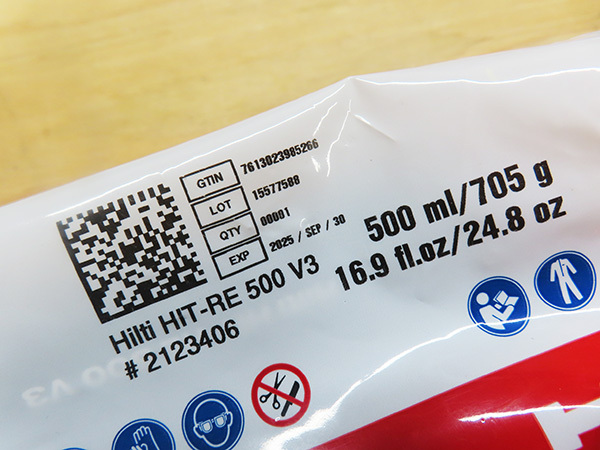 GTIN 7613023985266
LOT 15577588
QTY 00001
EXP 2025 / SEP / 30
500 ml/705 g
16.9 fl.oz/24.8 oz
Hilti HIT-RE 500 V3
# 2123406